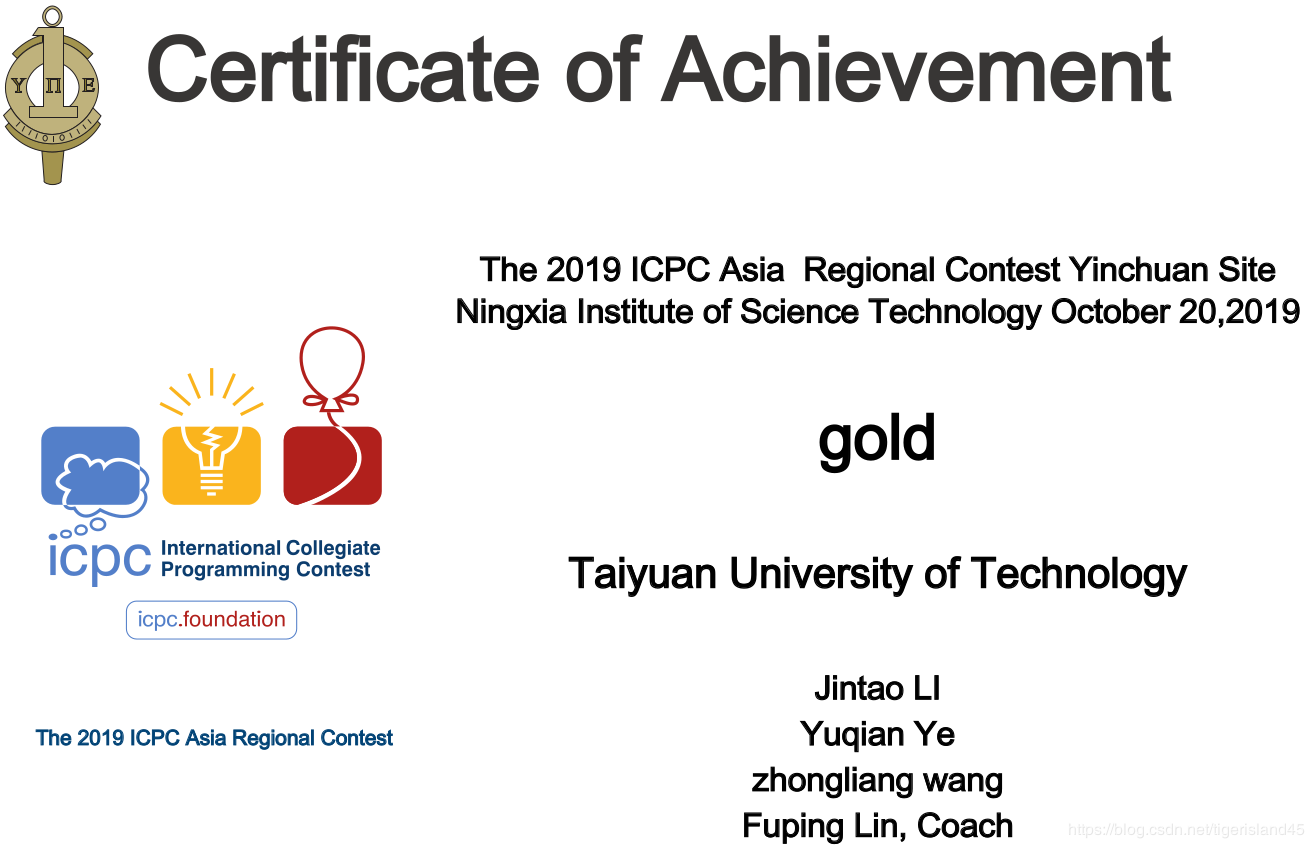 Certificate of Achievement
Υ Π Ε
The 2019 ICPC Asia  Regional Contest Yinchuan Site
Ningxia Institute of Science Technology October 20,2019
gold
Taiyuan University of Technology
Jintao LI
Yuqian Ye
zhongliang wang
Fuping Lin, Coach
icpc International Collegiate
Programming Contest
icpc.foundation
The 2019 ICPC Asia Regional Contest
https://blog.csdn.net/tigerisland45